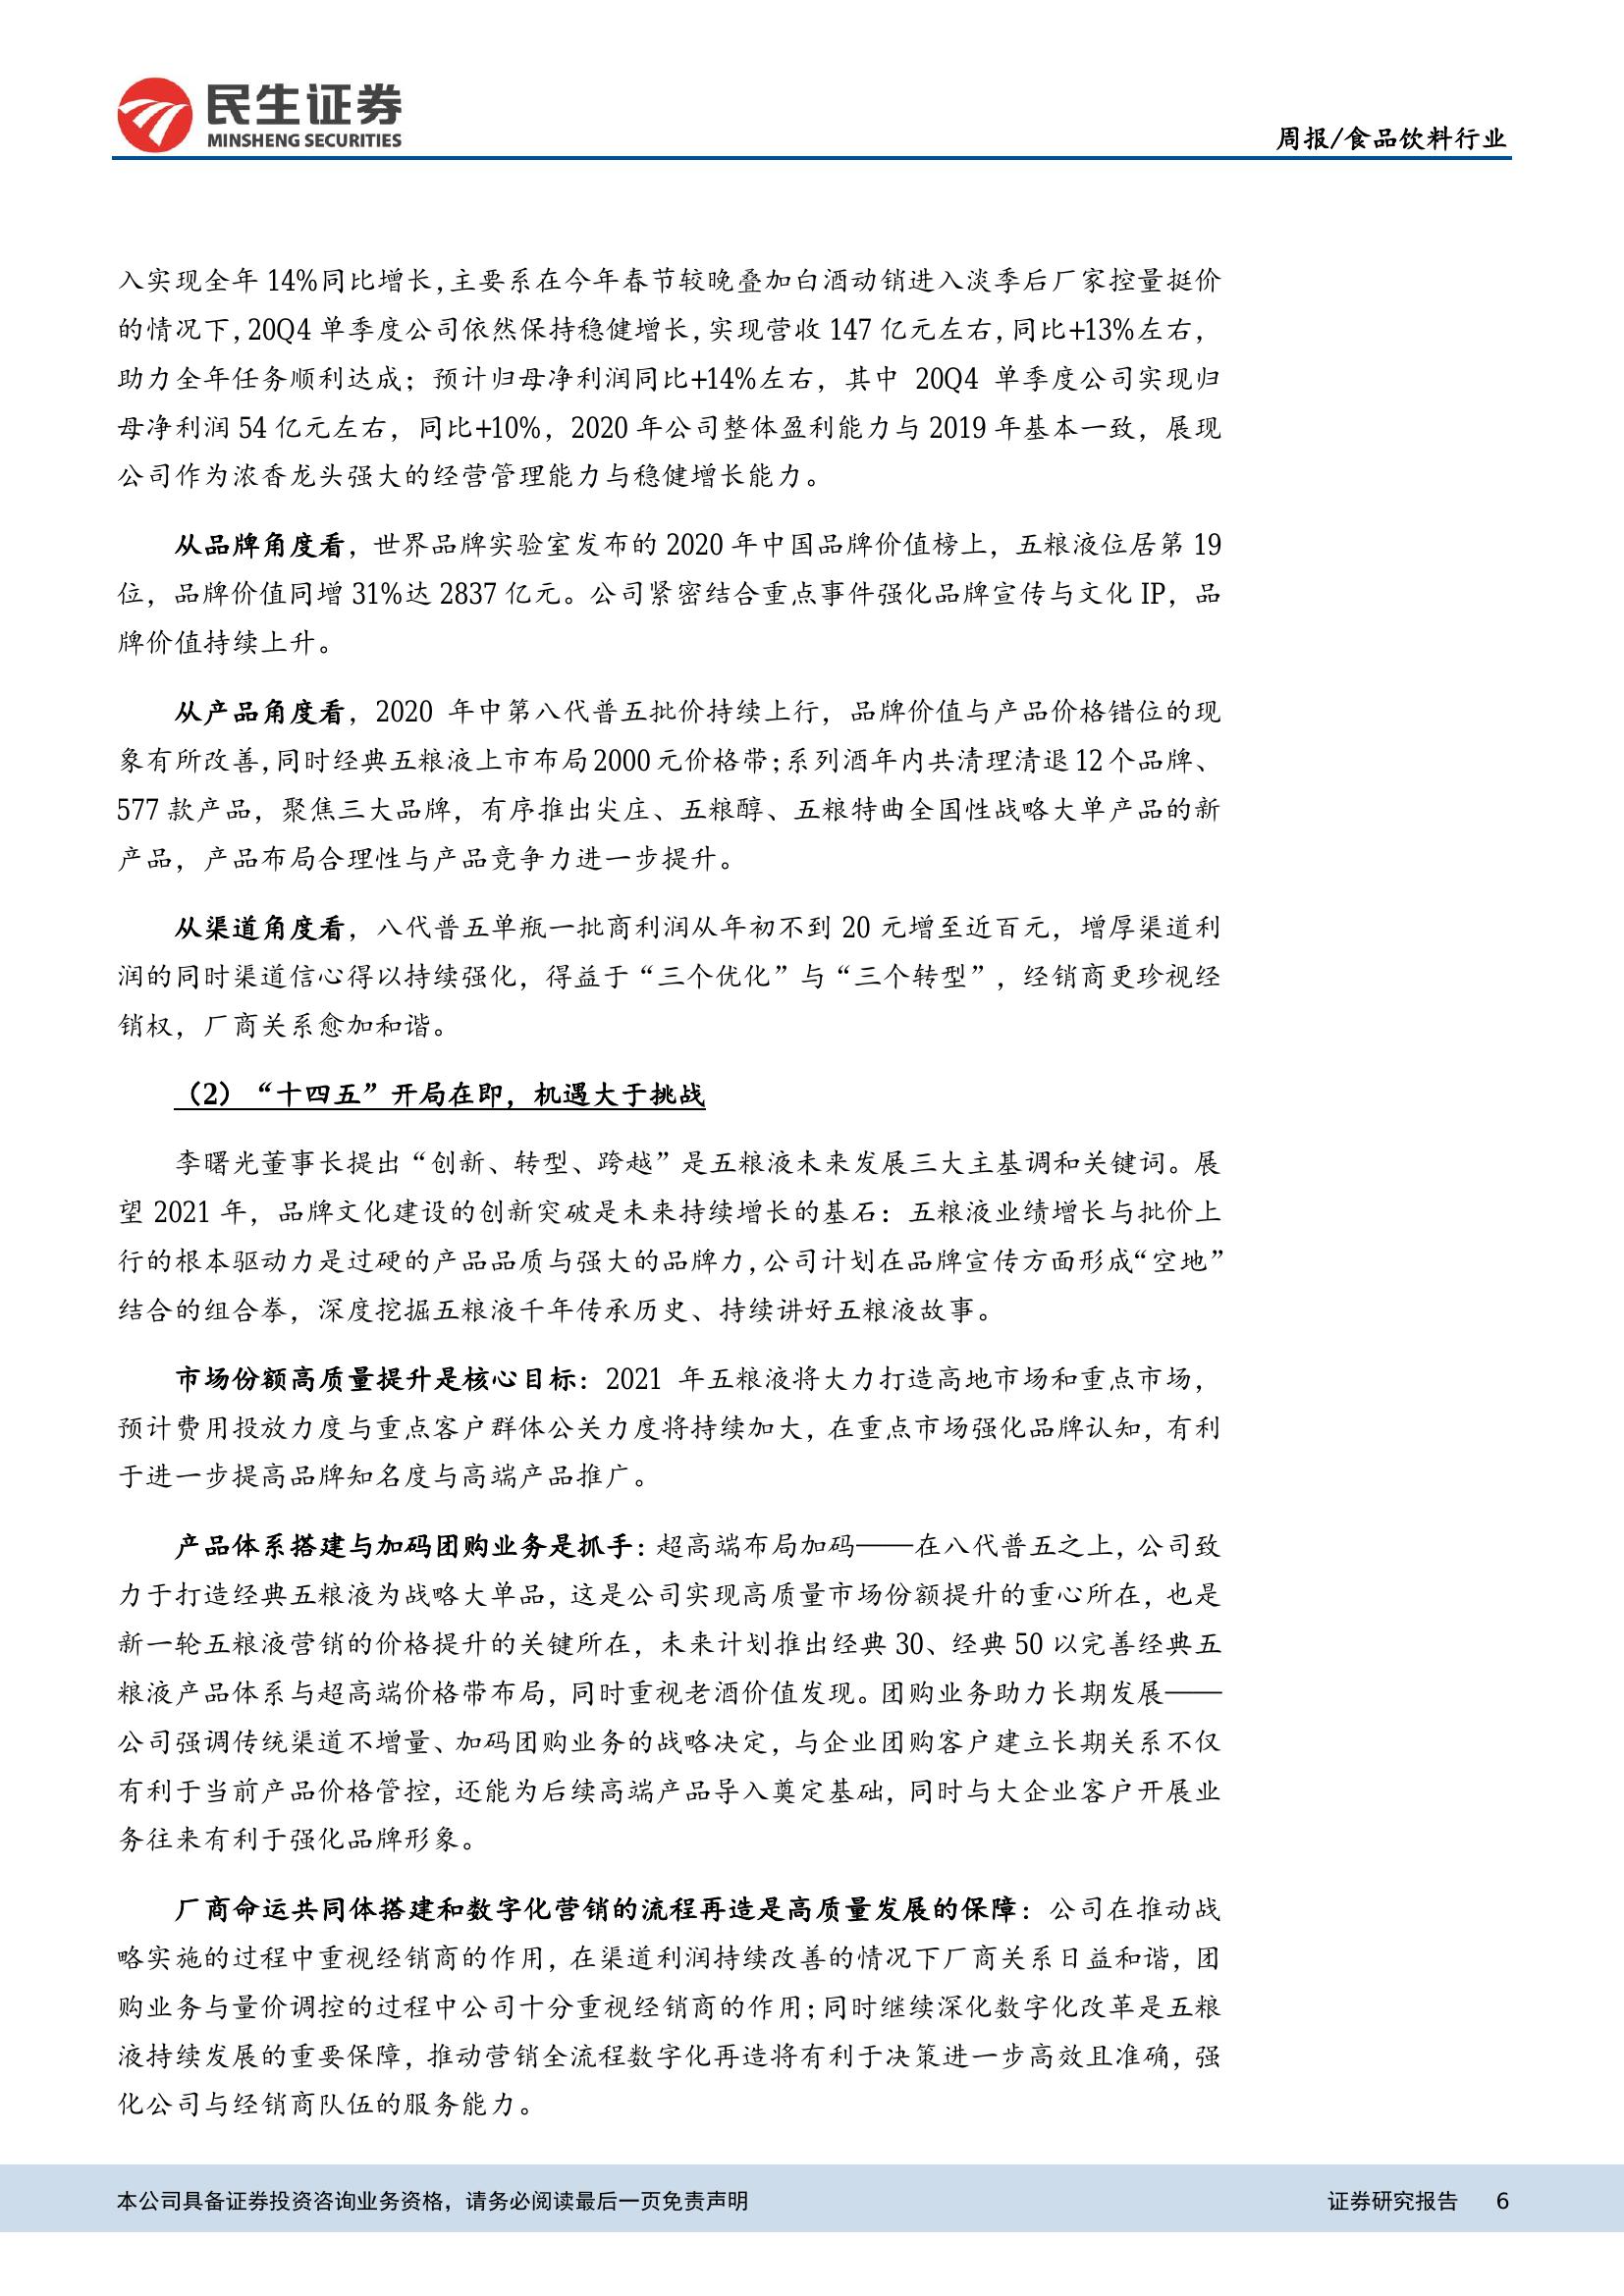 民生证券
MINSHENG SECURITIES
周报/食品饮料行业
入实现全年 14%同比增长，主要系在今年春节较晚叠加白酒动销进入淡季后厂家控量挺价
的情况下，20Q4 单季度公司依然保持稳健增长，实现营收 147 亿元左右，同比+13%左右，
助力全年任务顺利达成；预计归母净利润同比+14%左右，其中 20Q4 单季度公司实现归
母净利润 54 亿元左右，同比+10%，2020 年公司整体盈利能力与 2019 年基本一致，展现
公司作为浓香龙头强大的经营管理能力与稳健增长能力。
从品牌角度看，世界品牌实验室发布的 2020 年中国品牌价值榜上，五粮液位居第 19
位，品牌价值同增 31%达 2837 亿元。公司紧密结合重点事件强化品牌宣传与文化 IP，品
牌价值持续上升。
从产品角度看，2020 年中第八代普五批价持续上行，品牌价值与产品价格错位的现
象有所改善，同时经典五粮液上市布局 2000 元价格带；系列酒年内共清理清退 12 个品牌、
577 款产品，聚焦三大品牌，有序推出尖庄、五粮醇、五粮特曲全国性战略大单产品的新
产品，产品布局合理性与产品竞争力进一步提升。
从渠道角度看，八代普五单瓶一批商利润从年初不到 20 元增至近百元，增厚渠道利
润的同时渠道信心得以持续强化，得益于“三个优化”与“三个转型”，经销商更珍视经
销权，厂商关系愈加和谐。
（2）“十四五”开局在即，机遇大于挑战
李曙光董事长提出“创新、转型、跨越”是五粮液未来发展三大主基调和关键词。展
望 2021 年，品牌文化建设的创新突破是未来持续增长的基石：五粮液业绩增长与批价上
行的根本驱动力是过硬的产品品质与强大的品牌力，公司计划在品牌宣传方面形成“空地”
结合的组合拳，深度挖掘五粮液千年传承历史、持续讲好五粮液故事。
市场份额高质量提升是核心目标：2021 年五粮液将大力打造高地市场和重点市场，
预计费用投放力度与重点客户群体公关力度将持续加大，在重点市场强化品牌认知，有利
于进一步提高品牌知名度与高端产品推广。
产品体系搭建与加码团购业务是抓手：超高端布局加码——在八代普五之上，公司致
力于打造经典五粮液为战略大单品，这是公司实现高质量市场份额提升的重心所在，也是
新一轮五粮液营销的价格提升的关键所在，未来计划推出经典 30、经典 50 以完善经典五
粮液产品体系与超高端价格带布局，同时重视老酒价值发现。团购业务助力长期发展——
公司强调传统渠道不增量、加码团购业务的战略决定，与企业团购客户建立长期关系不仅
有利于当前产品价格管控，还能为后续高端产品导入奠定基础，同时与大企业客户开展业
务往来有利于强化品牌形象。
厂商命运共同体搭建和数字化营销的流程再造是高质量发展的保障：公司在推动战
略实施的过程中重视经销商的作用，在渠道利润持续改善的情况下厂商关系日益和谐，团
购业务与量价调控的过程中公司十分重视经销商的作用；同时继续深化数字化改革是五粮
液持续发展的重要保障，推动营销全流程数字化再造将有利于决策进一步高效且准确，强
化公司与经销商队伍的服务能力。
本公司具备证券投资咨询业务资格，请务必阅读最后一页免责声明
证券研究报告 6